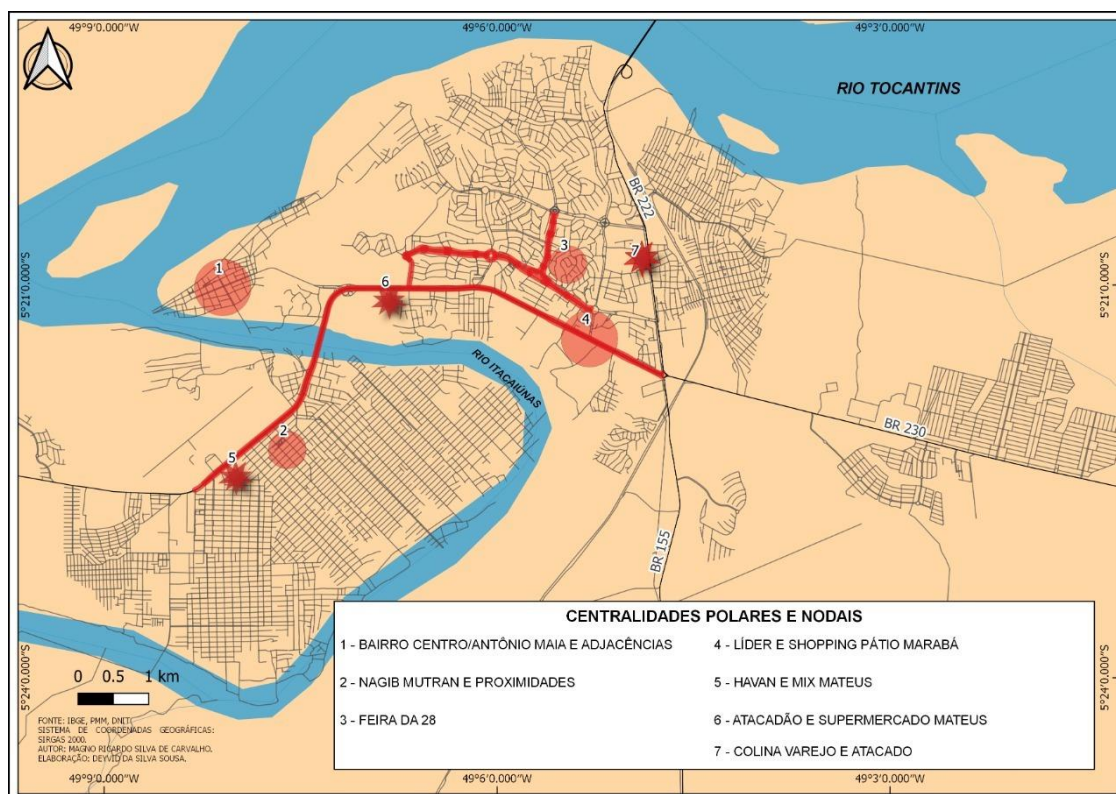 49°9'0.000"W
49°6'0.000"W
49°3'0.000"W
RIO TOCANTINS
BR 222
5°21'0.000"S
5°21'0.000"S
1
3
7
6
4
RIO ITACAIÚNAS
2
5
BR 230
BR 155
CENTRALIDADES POLARES E NODAIS
1 - BAIRRO CENTRO/ANTÔNIO MAIA E ADJACÊNCIAS
2 - NAGIB MUTRAN E PROXIMIDADES
3 - FEIRA DA 28
4 - LÍDER E SHOPPING PÁTIO MARABÁ
5 - HAVAN E MIX MATEUS
6 - ATACADÃO E SUPERMERCADO MATEUS
7 - COLINA VAREJO E ATACADO
0 0.5 1 km
5°24'0.000"S
5°24'0.000"S
FONTE: IBGE, PMM, DNIT.
SISTEMA DE COORDENADAS GEOGRÁFICAS:
SIRGAS 2000.
AUTOR: MAGNO RICARDO SILVA DE CARVALHO.
ELABORAÇÃO: DEYVID DA SILVA SOUSA.
49°9'0.000"W
49°6'0.000"W
49°3'0.000"W